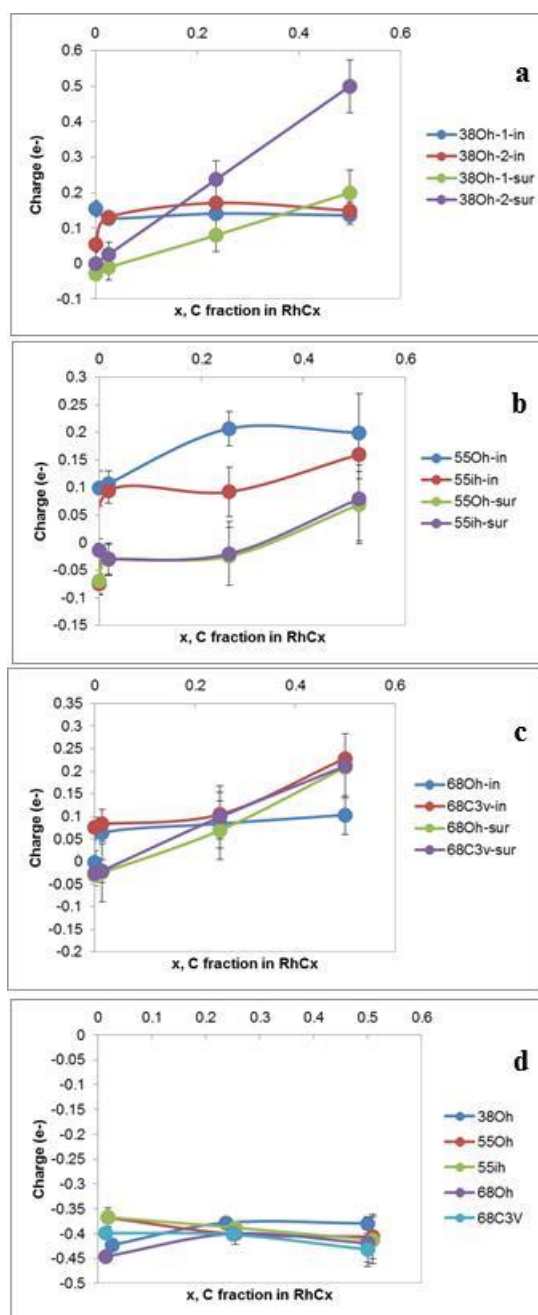 0 0.2 0.4 0.6
0.6
0.5
0.4
0.3
0.2
0.1
0
-0.1
Charge (e-)
x, C fraction in RhCx
a
38Oh-1-in
38Oh-2-in
38Oh-1-sur
38Oh-2-sur
0 0.2 0.4 0.6
0.3
0.25
0.2
0.15
0.1
0.05
0
-0.05
-0.1
-0.15
Charge (e-)
x, C fraction in RhCx
b
55Oh-in
55ih-in
55Oh-sur
55ih-sur
0 0.2 0.4 0.6
0.35
0.3
0.25
0.2
0.15
0.1
0.05
0
-0.05
-0.1
-0.15
-0.2
Charge (e-)
x, C fraction in RhCx
c
68Oh-in
68C3v-in
68Oh-sur
68C3v-sur
0 0.1 0.2 0.3 0.4 0.5 0.6
0
-0.05
-0.1
-0.15
-0.2
-0.25
-0.3
-0.35
-0.4
-0.45
-0.5
Charge (e-)
x, C fraction in RhCx
d
38Oh
55Oh
55ih
68Oh
68C3V